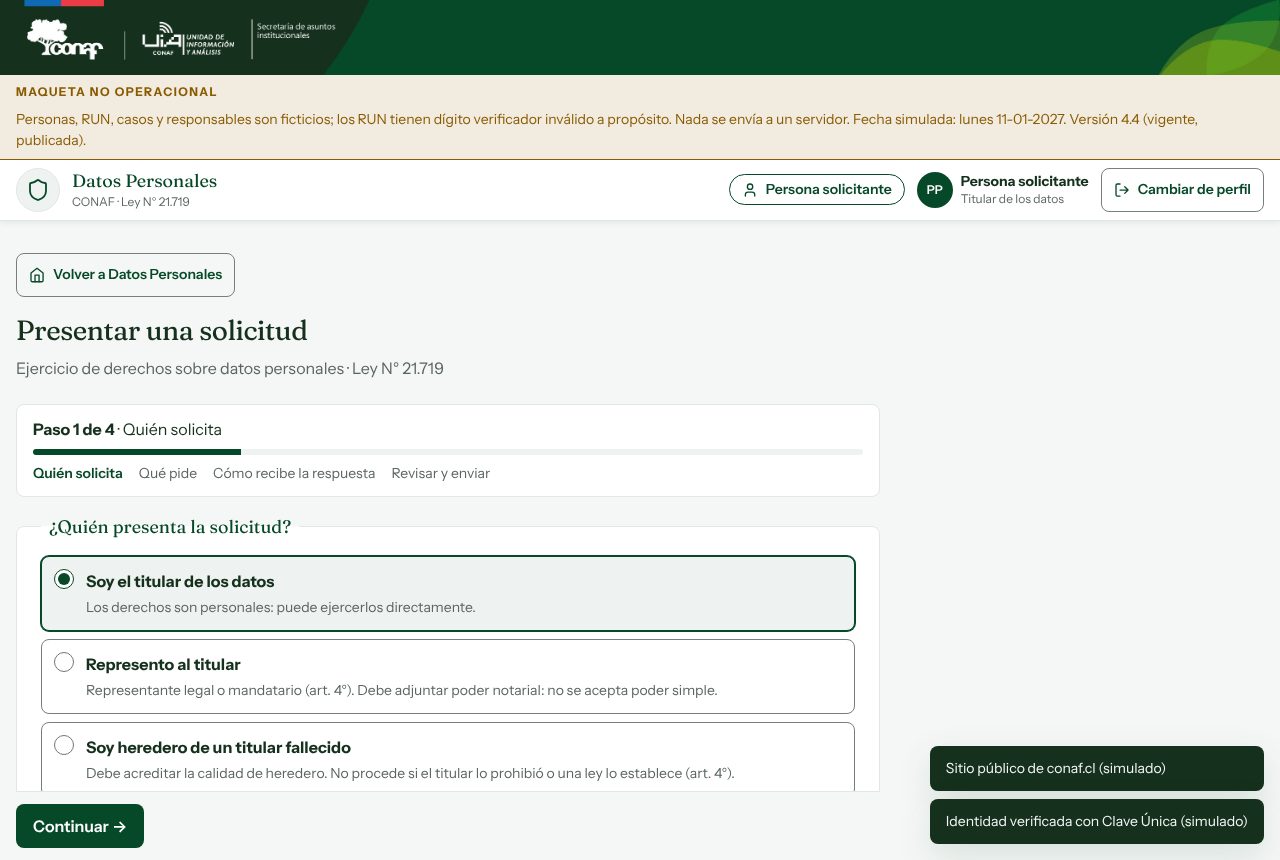 conaf
UIA
CONAF
UNIDAD DE
INFORMACIÓN
Y ANÁLISIS
Secretaría de asuntos
institucionales
MAQUETA NO OPERACIONAL
Personas, RUN, casos y responsables son ficticios; los RUN tienen dígito verificador inválido a propósito. Nada se envía a un servidor. Fecha simulada: lunes 11-01-2027. Versión 4.4 (vigente,
publicada).
Datos Personales
CONAF · Ley N° 21.719
Persona solicitante
PP
Persona solicitante
Titular de los datos
Cambiar de perfil
Volver a Datos Personales
Presentar una solicitud
Ejercicio de derechos sobre datos personales · Ley N° 21.719
Paso 1 de 4 · Quién solicita
Quién solicita Qué pide Cómo recibe la respuesta Revisar y enviar
¿Quién presenta la solicitud?
Soy el titular de los datos
Los derechos son personales: puede ejercerlos directamente.
Represento al titular
Representante legal o mandatario (art. 4°). Debe adjuntar poder notarial: no se acepta poder simple.
Soy heredero de un titular fallecido
Debe acreditar la calidad de heredero. No procede si el titular lo prohibió o una ley lo establece (art. 4°).
Sitio público de conaf.cl (simulado)
Identidad verificada con Clave Única (simulado)
Continuar →